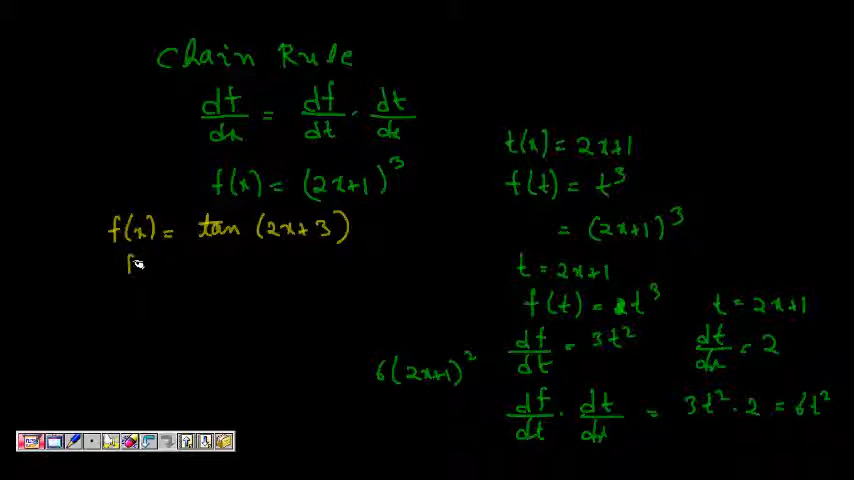 Chain Rule
df/dx = df/dt · dt/dx
f(x) = (2x+1)^3
f(x) = tan (2x+3)
t(x) = 2x+1
f(t) = t^3
= (2x+1)^3
t = 2x+1
f(t) = t^3 t = 2x+1
df/dt = 3t^2 dt/dx = 2
6(2x+1)^2
df/dt · dt/dx = 3t^2 · 2 = 6t^2